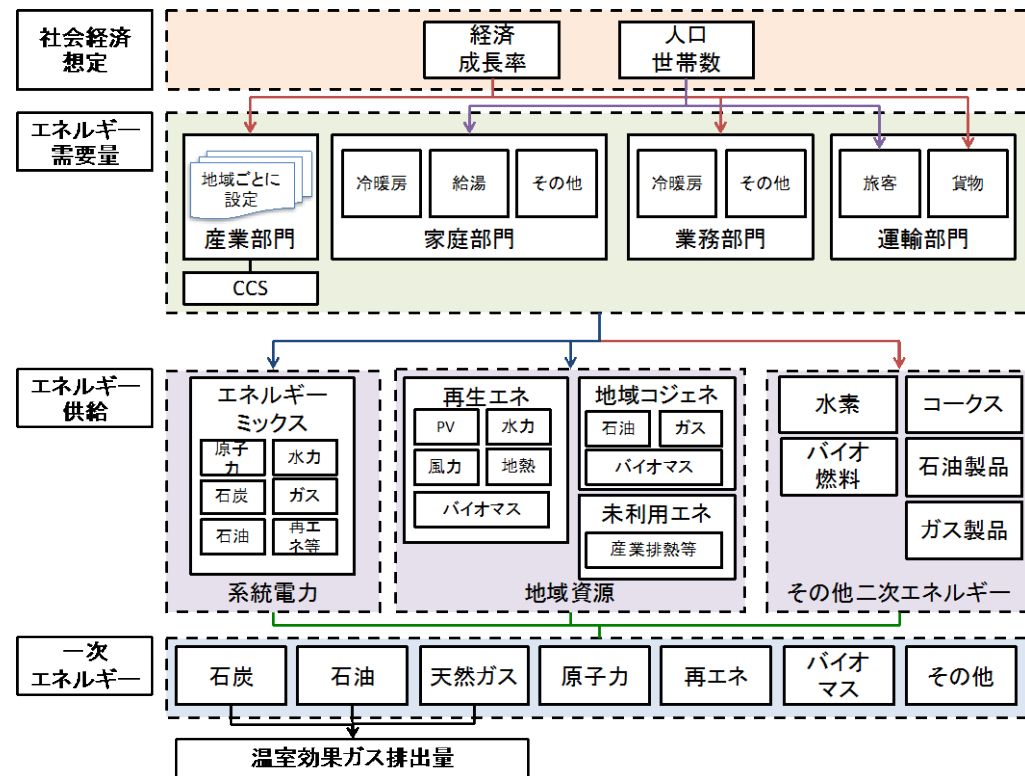 社会経済
想定
経済
成長率
人口
世帯数
エネルギー
需要量
地域ごとに
設定
産業部門
CCS
冷暖房
給湯
その他
家庭部門
冷暖房
その他
業務部門
旅客
貨物
運輸部門
エネルギー
供給
エネルギー
ミックス
原子
力
水力
石炭
ガス
石油
再エ
ネ等
系統電力
再生エネ
PV
水力
風力
地熱
バイオマス
地域コジェネ
石油
ガス
バイオマス
未利用エネ
産業排熱等
地域資源
水素
コークス
バイオ
燃料
石油製品
ガス製品
その他二次エネルギー
一次
エネルギー
石炭
石油
天然ガス
原子力
再エネ
バイオ
マス
その他
温室効果ガス排出量